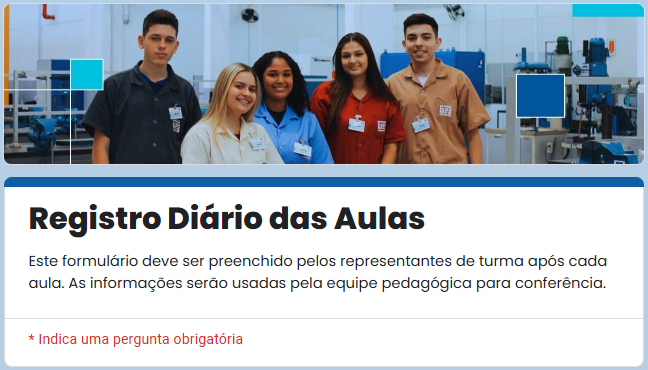 Registro Diário das Aulas
Este formulário deve ser preenchido pelos representantes de turma após cada
aula. As informações serão usadas pela equipe pedagógica para conferência.
* Indica uma pergunta obrigatória